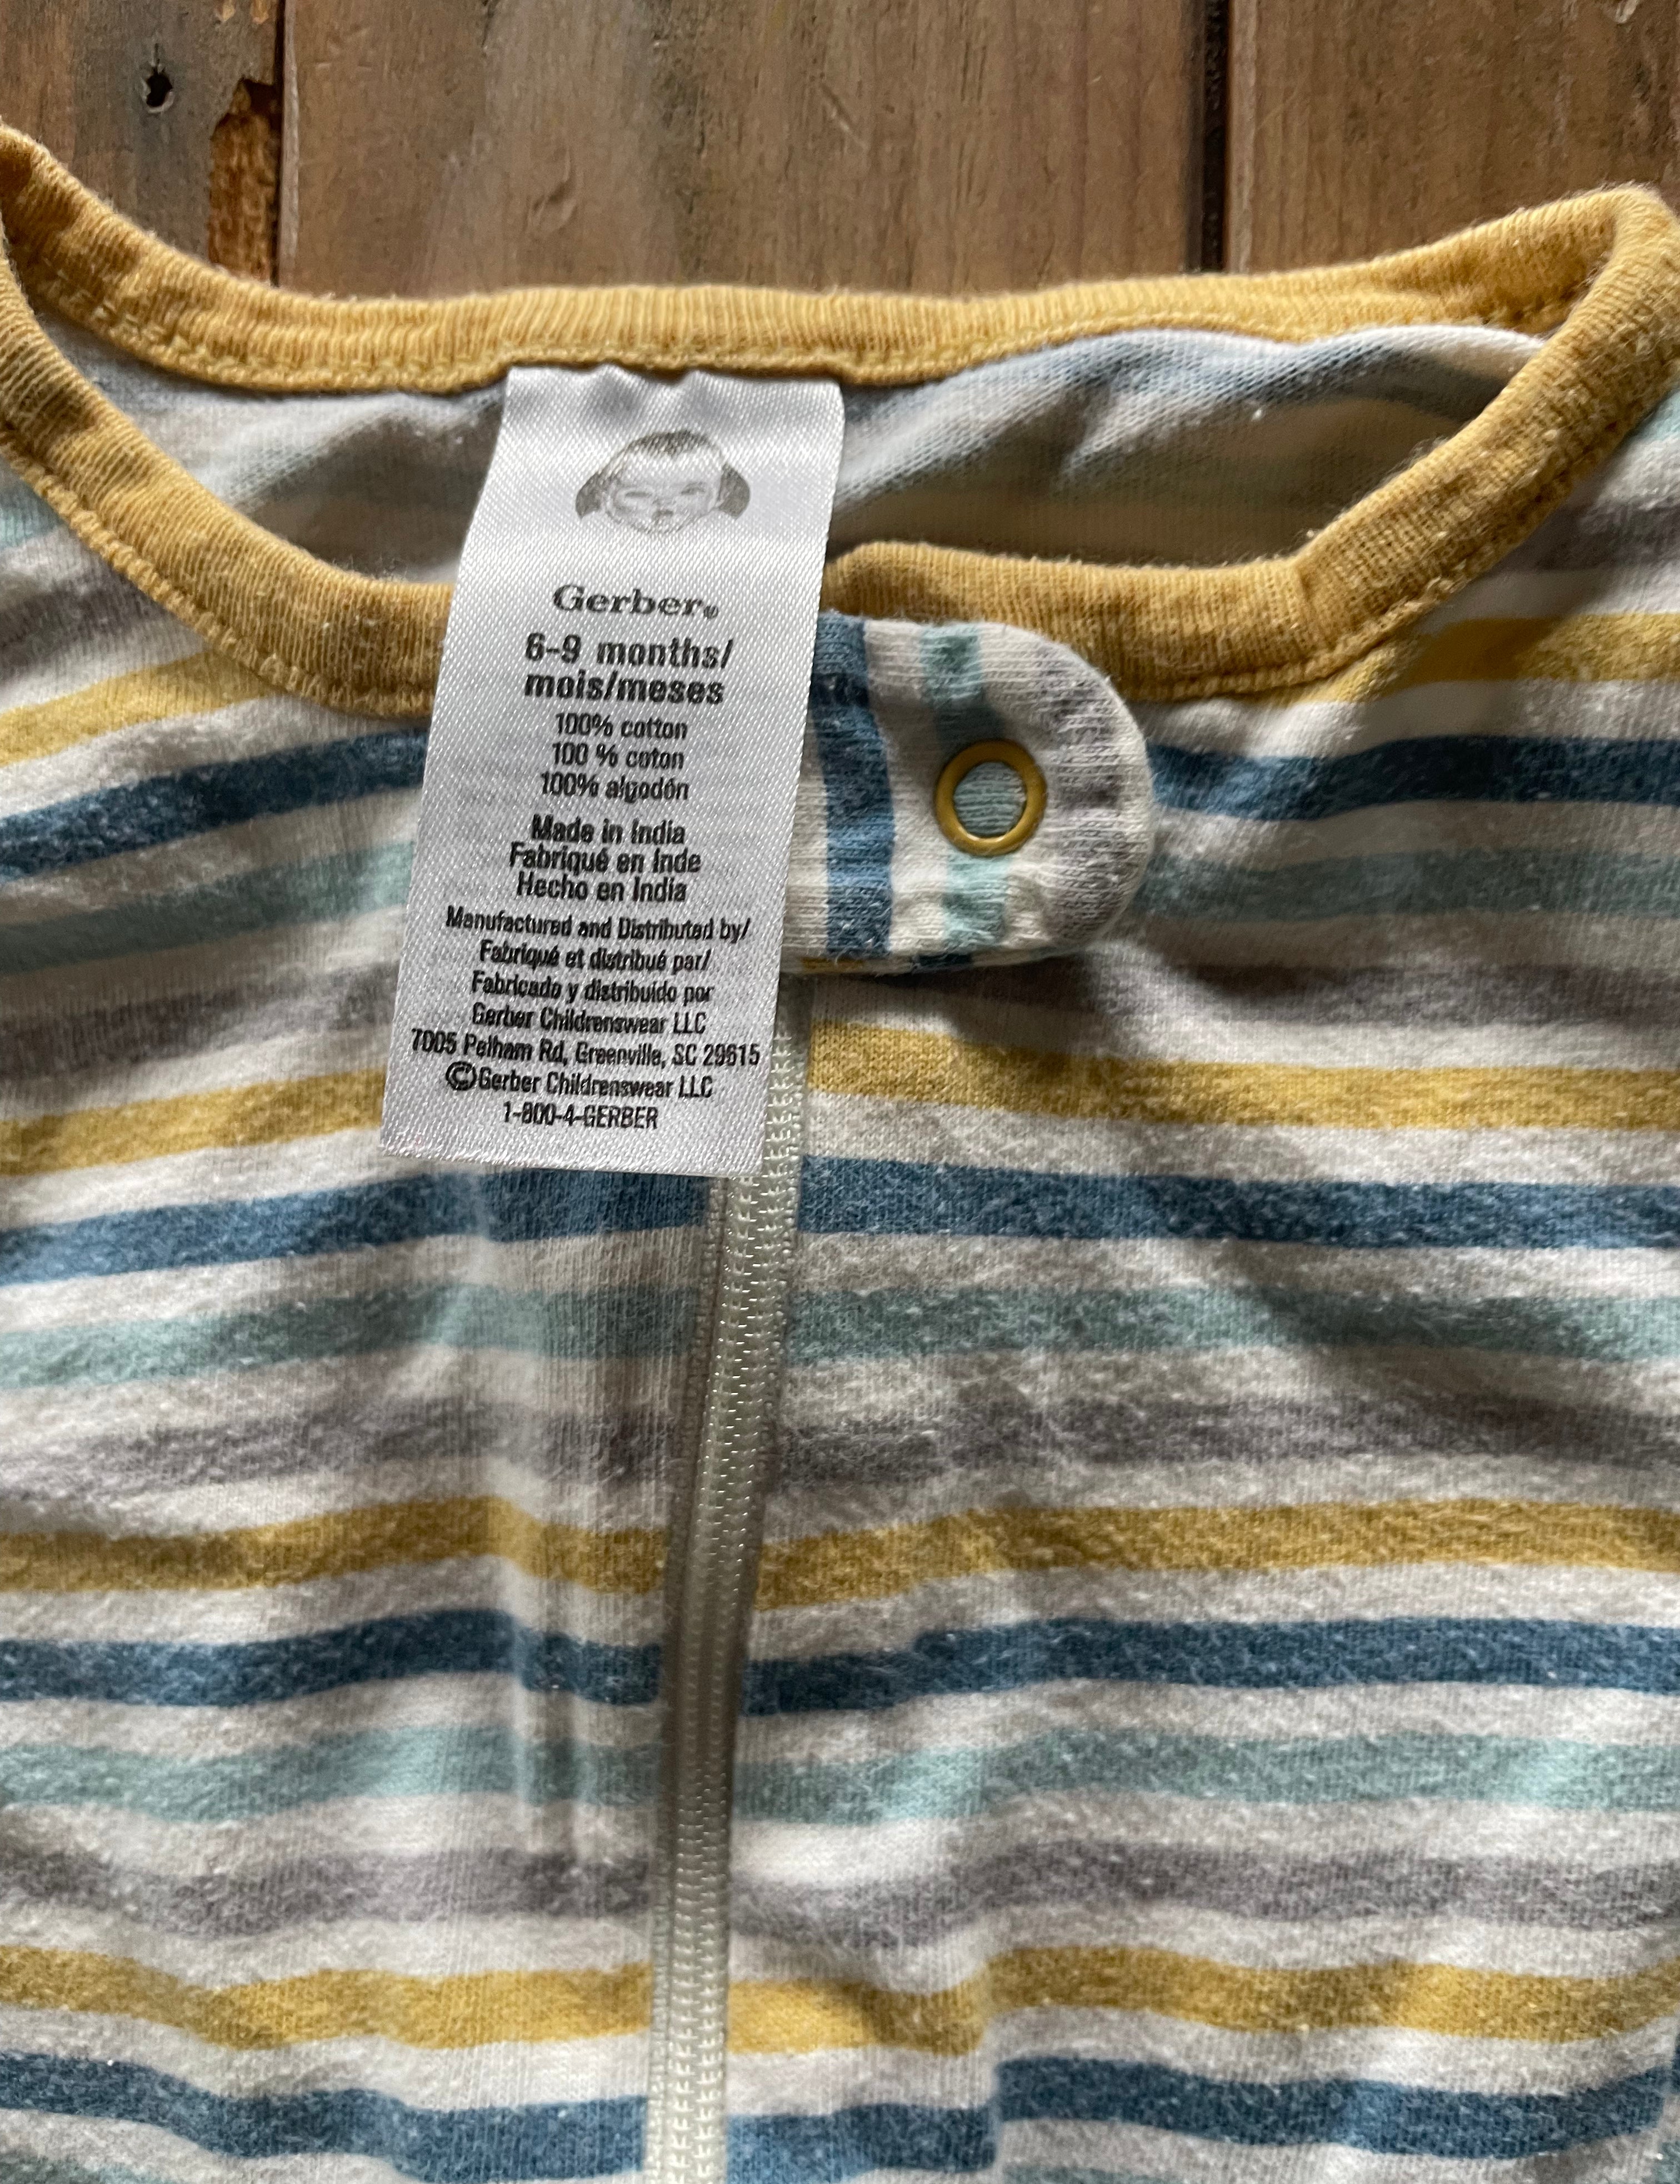 Gerber®
6-9 months/
mois/meses
100% cotton
100 % coton
100% algodón
Made in India
Fabriqué en Inde
Hecho en India
Manufactured and Distributed by/
Fabriqué et distribué par/
Fabricado y distribuido por
Gerber Childrenswear LLC
7005 Pelham Rd, Greenville, SC 29615
©Gerber Childrenswear LLC
1-800-4-GERBER